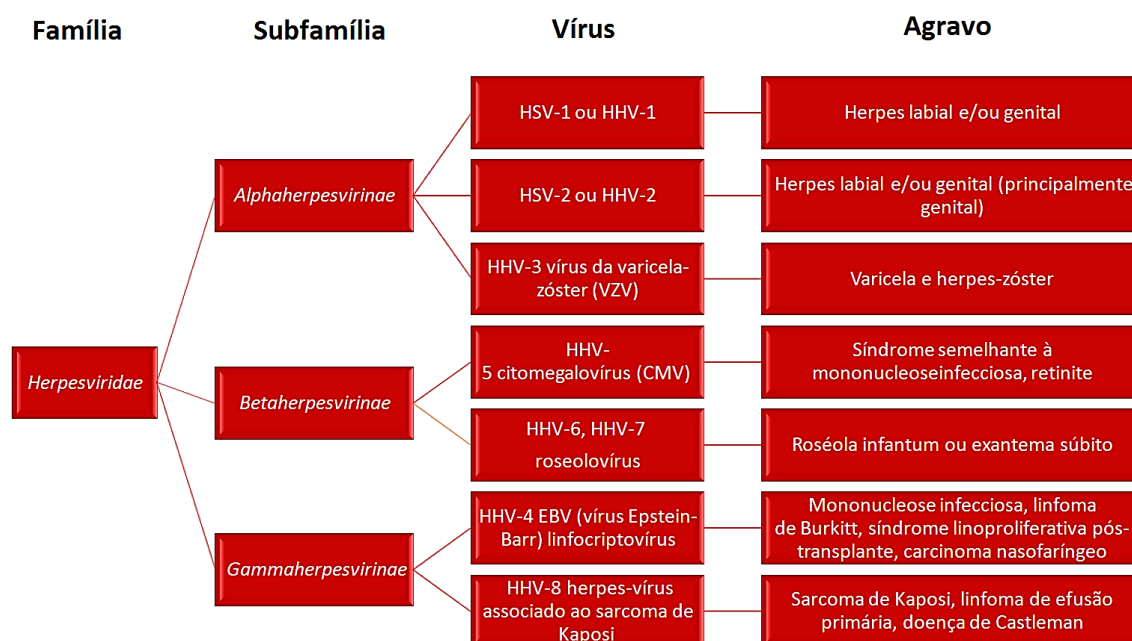 Família
Subfamília
Vírus
Agravo
Herpesviridae
Alphaherpesvirinae
HSV-1 ou HHV-1
Herpes labial e/ou genital
HSV-2 ou HHV-2
Herpes labial e/ou genital (principalmente
genital)
HHV-3 vírus da varicela-
zóster (VZV)
Varicela e herpes-zóster
Betaherpesvirinae
HHV-
5 citomegalovírus (CMV)
Síndrome semelhante à
mononucleoseinfecciosa, retinite
HHV-6, HHV-7
roseolovírus
Roséola infantum ou exantema súbito
Gammaherpesvirinae
HHV-4 EBV (vírus Epstein-
Barr) linfocriptovírus
Mononucleose infecciosa, linfoma
de Burkitt, síndrome linoproliferativa pós-
transplante, carcinoma nasofaríngeo
HHV-8 herpes-vírus
associado ao sarcoma de
Kaposi
Sarcoma de Kaposi, linfoma de efusão
primária, doença de Castleman